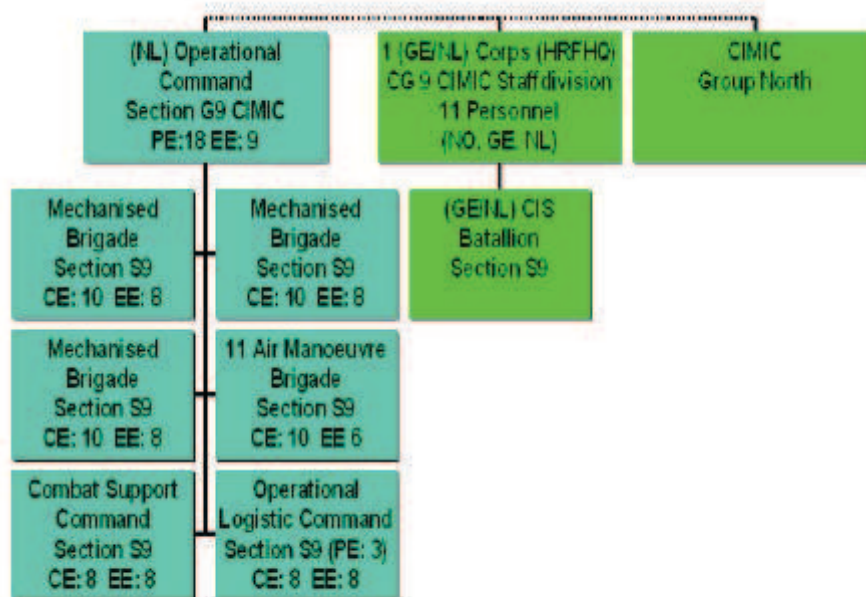 (NL) Operational
Command
Section G9 CIMIC
PE:18 EE: 9
1 (GE/NL) Corps (HRFHQ)
CG 9 CIMIC Staff division
11 Personnel
(NO, GE, NL)
CIMIC
Group North
Mechanised
Brigade
Section S9
CE: 10 EE: 8
Mechanised
Brigade
Section S9
CE: 10 EE: 8
(GE/NL) CIS
Batallion
Section S9
Mechanised
Brigade
Section S9
CE: 10 EE: 8
11 Air Manoeuvre
Brigade
Section S9
CE: 10 EE 6
Combat Support
Command
Section S9
CE: 8 EE: 8
Operational
Logistic Command
Section S9 (PE: 3)
CE: 8 EE: 8